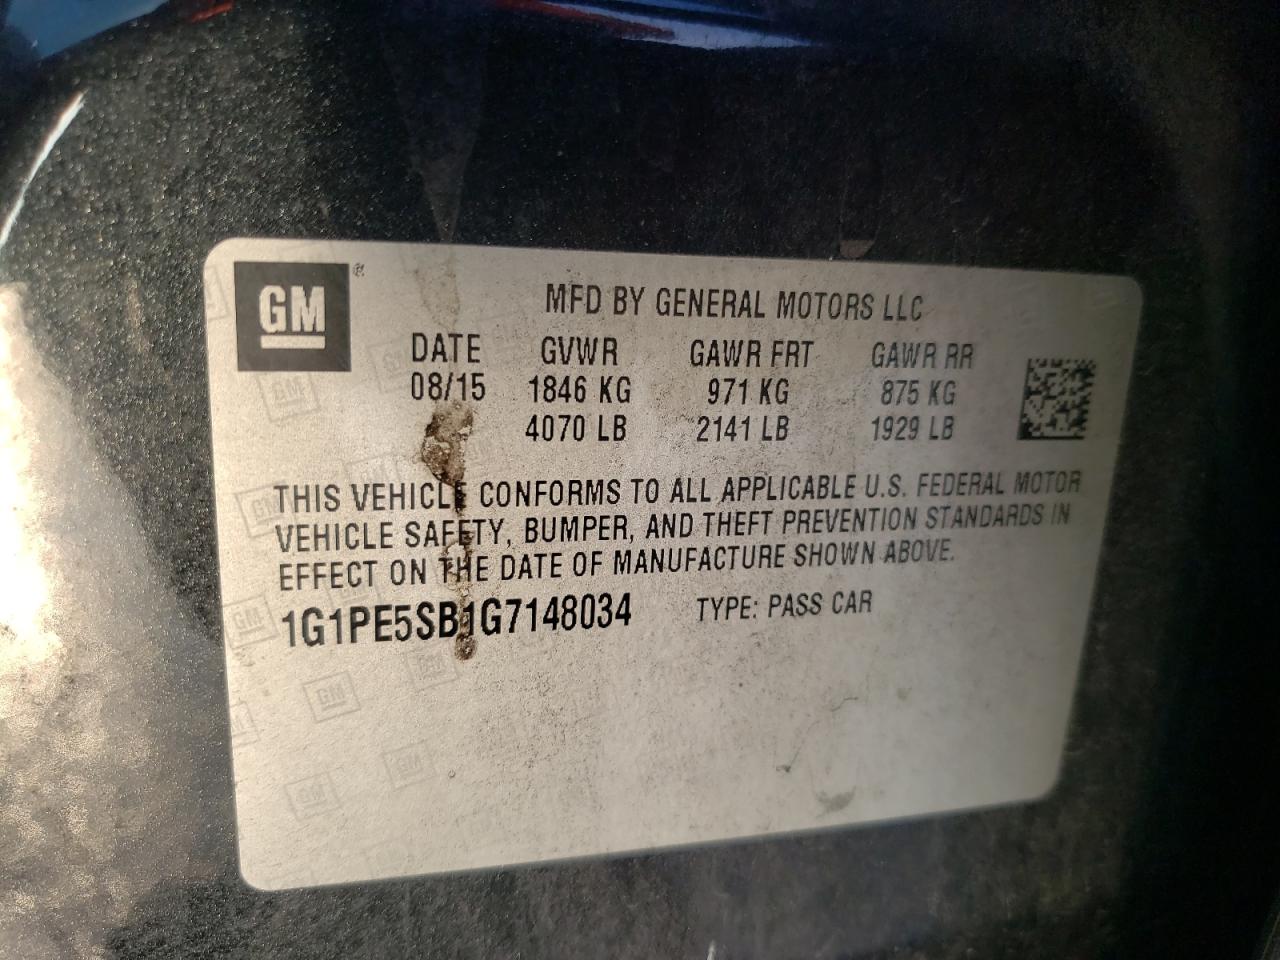 GM®
MFD BY GENERAL MOTORS LLC
DATE GVWR GAWR FRT GAWR RR
08/15 1846 KG 971 KG 875 KG
4070 LB 2141 LB 1929 LB
THIS VEHICLE CONFORMS TO ALL APPLICABLE U.S. FEDERAL MOTOR
VEHICLE SAFETY, BUMPER, AND THEFT PREVENTION STANDARDS IN
EFFECT ON THE DATE OF MANUFACTURE SHOWN ABOVE.
1G1PE5SB1G7148034 TYPE: PASS CAR